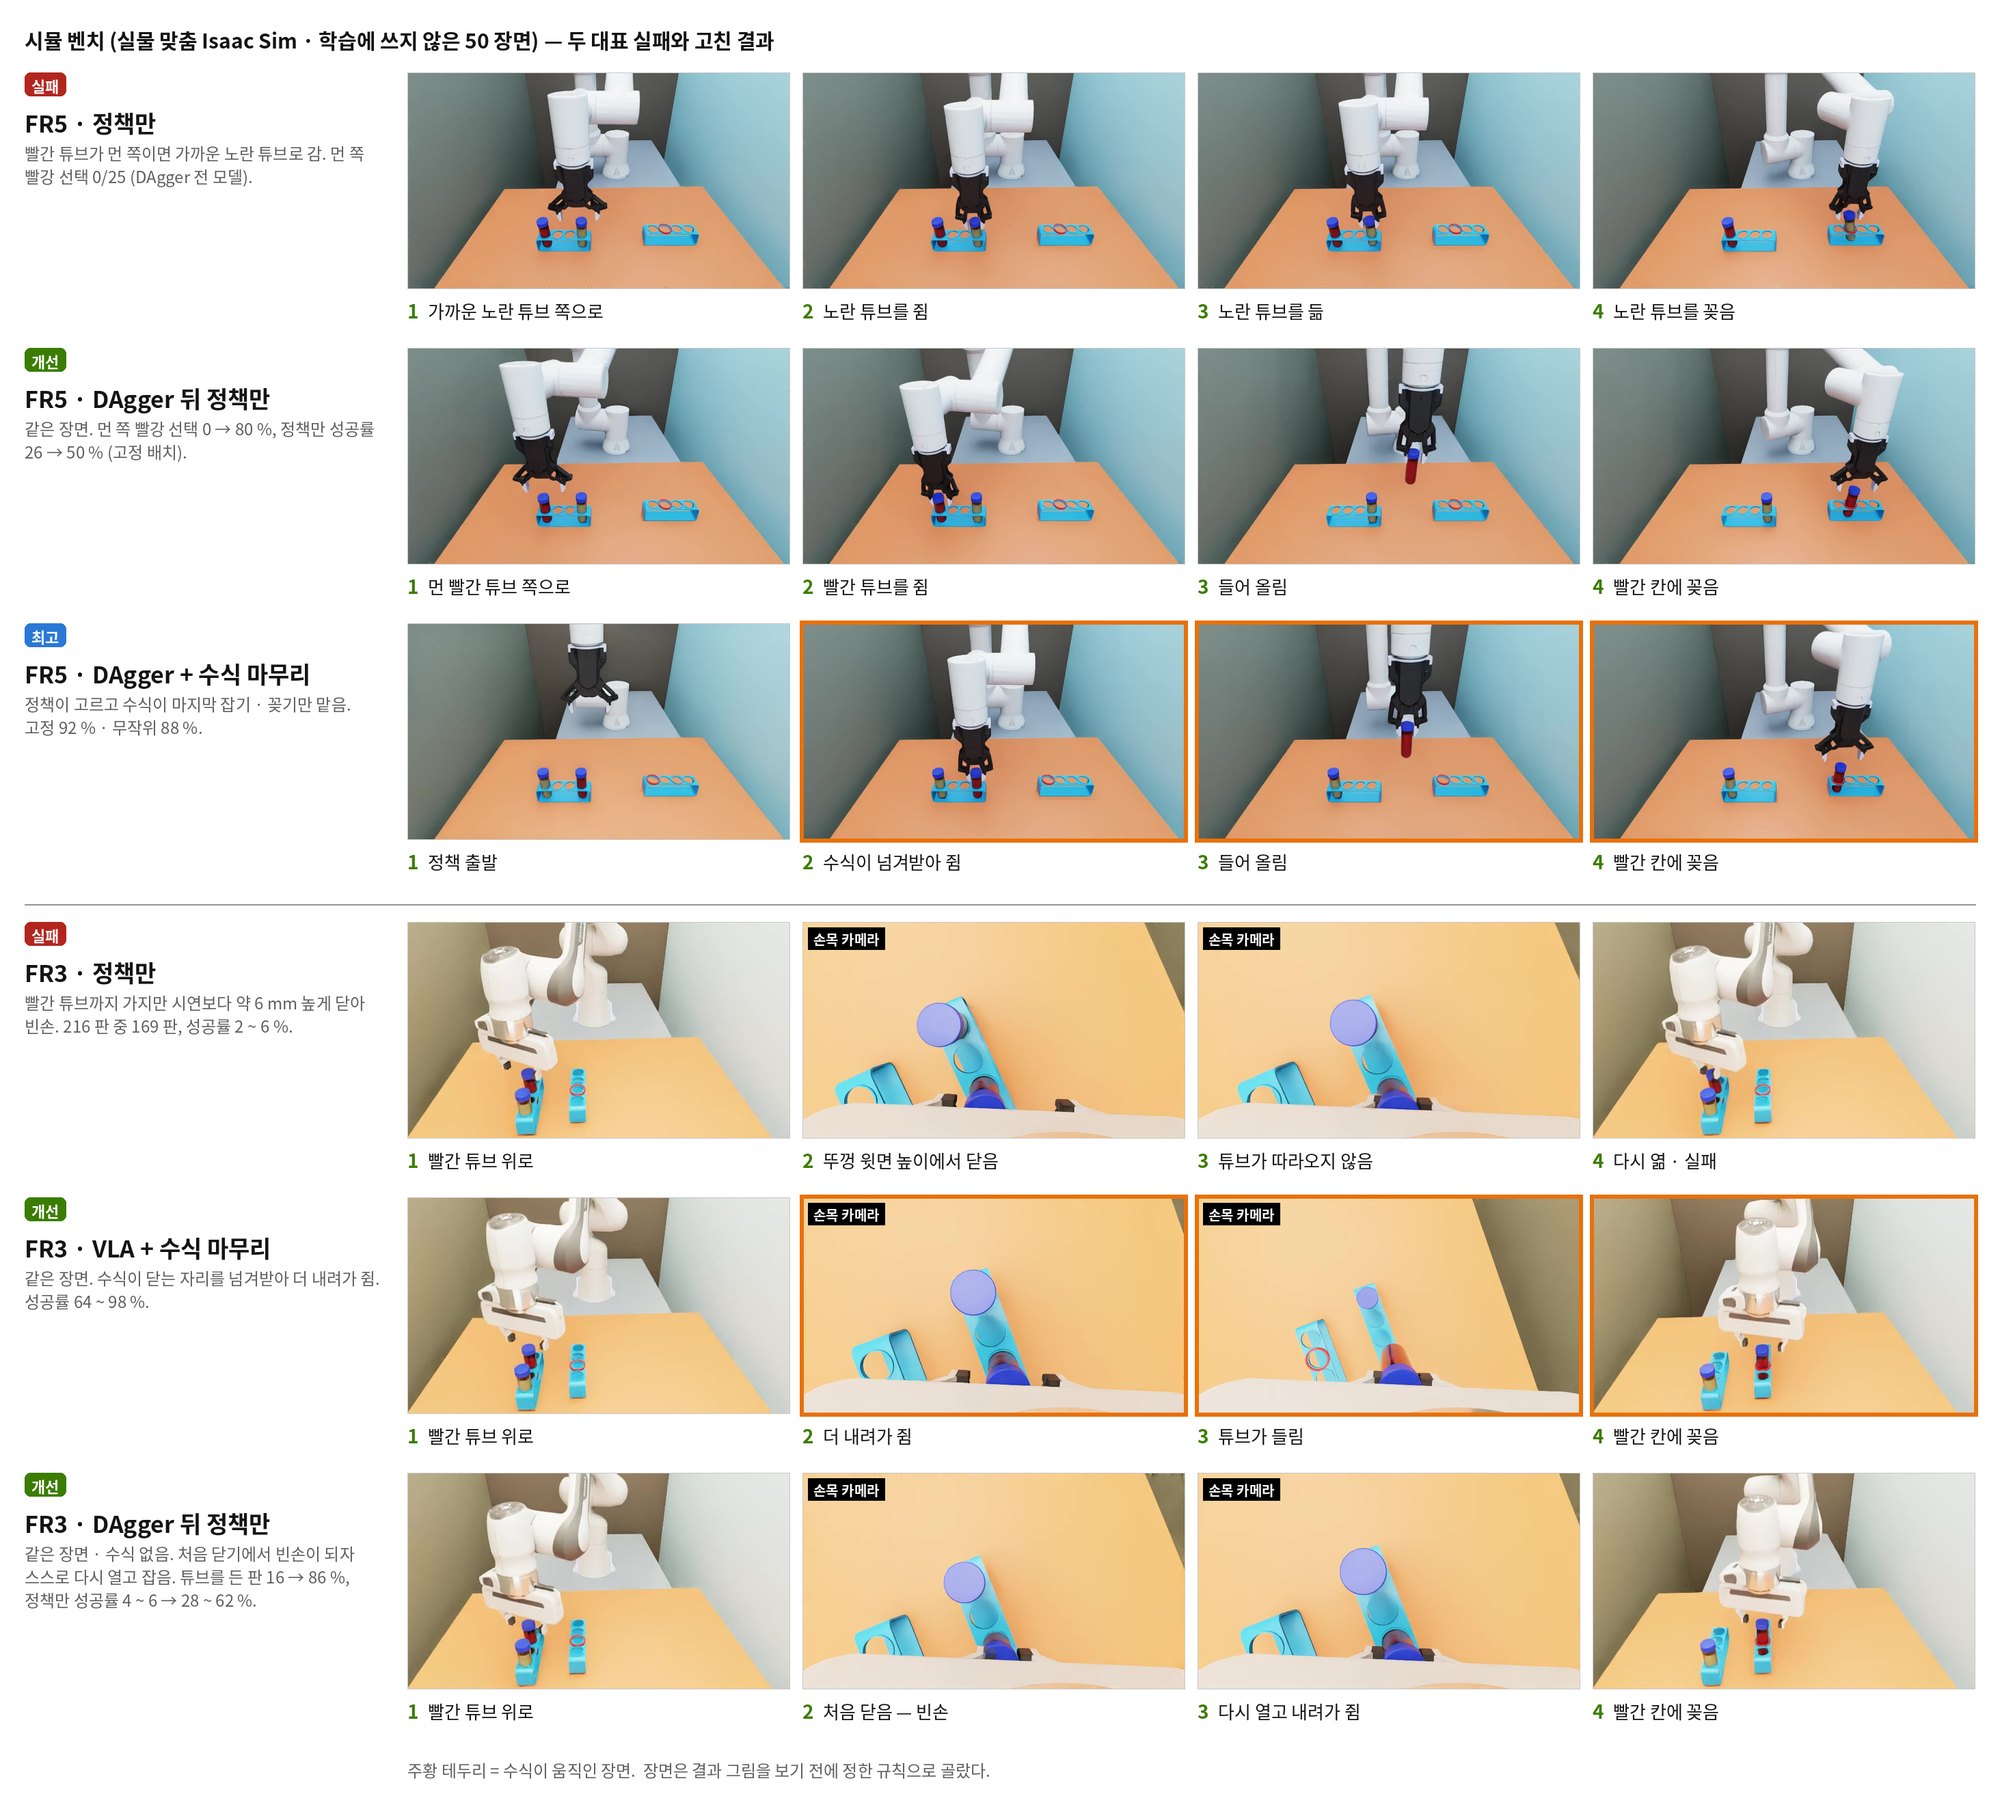 시뮬 벤치 (실물 맞춤 Isaac Sim · 학습에 쓰지 않은 50 장면) — 두 대표 실패와 고친 결과
실패
FR5 · 정책만
빨간 튜브가 먼 쪽이면 가까운 노란 튜브로 감. 먼 쪽
빨강 선택 0/25 (DAgger 전 모델).
1 가까운 노란 튜브 쪽으로
2 노란 튜브를 쥠
3 노란 튜브를 듦
4 노란 튜브를 꽂음
개선
FR5 · DAgger 뒤 정책만
같은 장면. 먼 쪽 빨강 선택 0 → 80 %, 정책만 성공률
26 → 50 % (고정 배치).
1 먼 빨간 튜브 쪽으로
2 빨간 튜브를 쥠
3 들어 올림
4 빨간 칸에 꽂음
최고
FR5 · DAgger + 수식 마무리
정책이 고르고 수식이 마지막 잡기 · 꽂기만 맡음.
고정 92 % · 무작위 88 %.
1 정책 출발
2 수식이 넘겨받아 쥠
3 들어 올림
4 빨간 칸에 꽂음
실패
FR3 · 정책만
빨간 튜브까지 가지만 시연보다 약 6 mm 높게 닫아
빈손. 216 판 중 169 판, 성공률 2 ~ 6 %.
손목 카메라
손목 카메라
1 빨간 튜브 위로
2 뚜껑 윗면 높이에서 닫음
3 튜브가 따라오지 않음
4 다시 엶 · 실패
개선
FR3 · VLA + 수식 마무리
같은 장면. 수식이 닫는 자리를 넘겨받아 더 내려가 쥠.
성공률 64 ~ 98 %.
손목 카메라
손목 카메라
1 빨간 튜브 위로
2 더 내려가 쥠
3 튜브가 들림
4 빨간 칸에 꽂음
개선
FR3 · DAgger 뒤 정책만
같은 장면 · 수식 없음. 처음 닫기에서 빈손이 되자
스스로 다시 열고 잡음. 튜브를 든 판 16 → 86 %,
정책만 성공률 4 ~ 6 → 28 ~ 62 %.
손목 카메라
손목 카메라
1 빨간 튜브 위로
2 처음 닫음 — 빈손
3 다시 열고 내려가 쥠
4 빨간 칸에 꽂음
주황 테두리 = 수식이 움직인 장면. 장면은 결과 그림을 보기 전에 정한 규칙으로 골랐다.